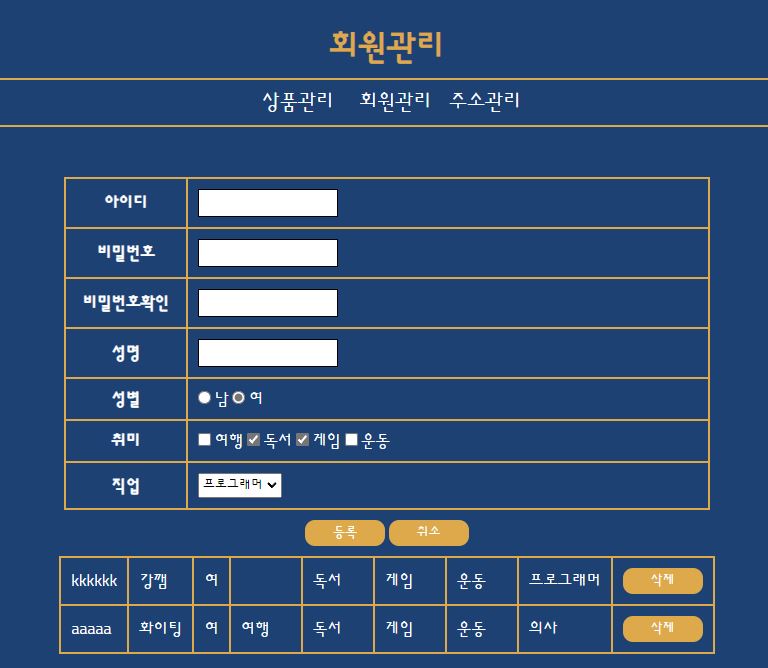 회원관리
상품관리 회원관리 주소관리
아이디
비밀번호
비밀번호확인
성명
성별 남 여
취미 여행 독서 게임 운동
직업 프로그래머
등록 취소
kkkkkk 강깸 여 독서 게임 운동 프로그래머 삭제
aaaaa 화이팅 여 여행 독서 게임 운동 의사 삭제